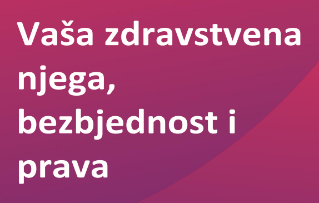 Vaša zdravstvena
njega,
bezbjednost i
prava